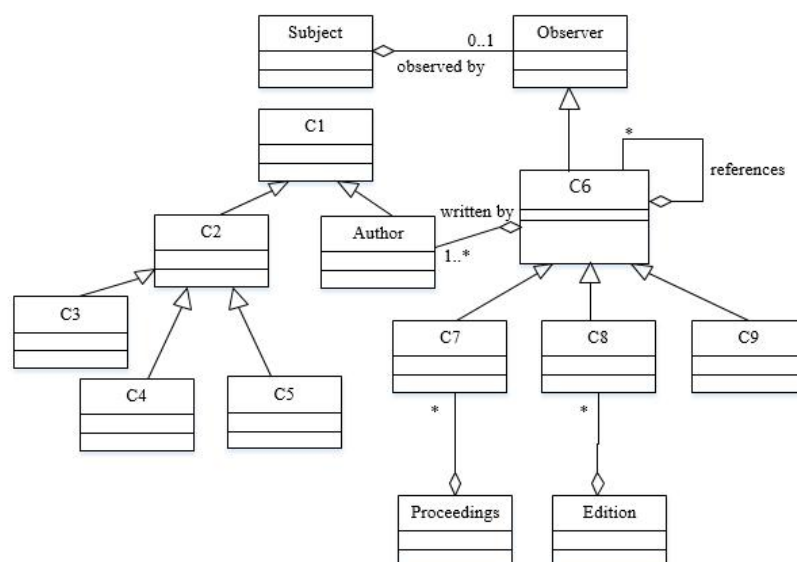 Subject
0..1
Observer
observed by
C1
*
references
C6
written by
C2
Author
1..*
C3
C7
C8
C9
C4
C5
*
*
Proceedings
Edition